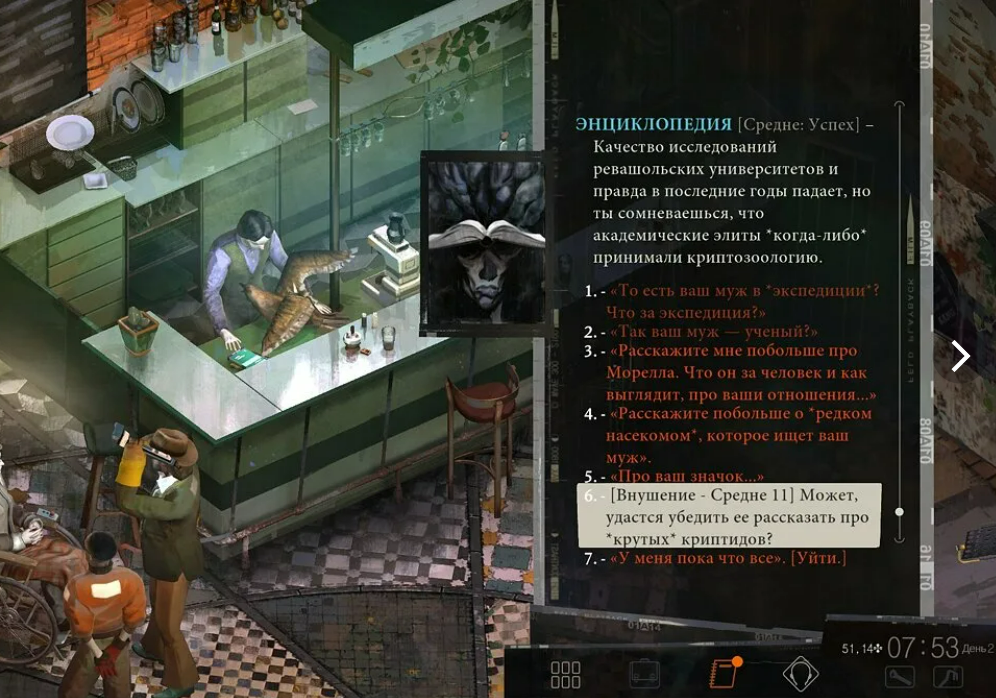 ЭНЦИКЛОПЕДИЯ [Средне: Успех] –
Качество исследований
ревашольских университетов и
правда в последние годы падает, но
ты сомневаешься, что
академические элиты *когда-либо*
принимали криптозоологию.
1. - «То есть ваш муж в *экспедиции*?
Что за экспедиция?»
2. - «Так ваш муж — ученый?»
3. - «Расскажите мне побольше про
Морелла. Что он за человек и как
выглядит, про ваши отношения...»
4. - «Расскажите побольше о *редком
насекомом*, которое ищет ваш
муж».
5. - «Про ваш значок...»
6. - [Внушение - Средне 11] Может,
удастся убедить ее рассказать про
*крутых* криптидов?
7. - «У меня пока что все». [Уйти.]
51,14
07:53
День 2